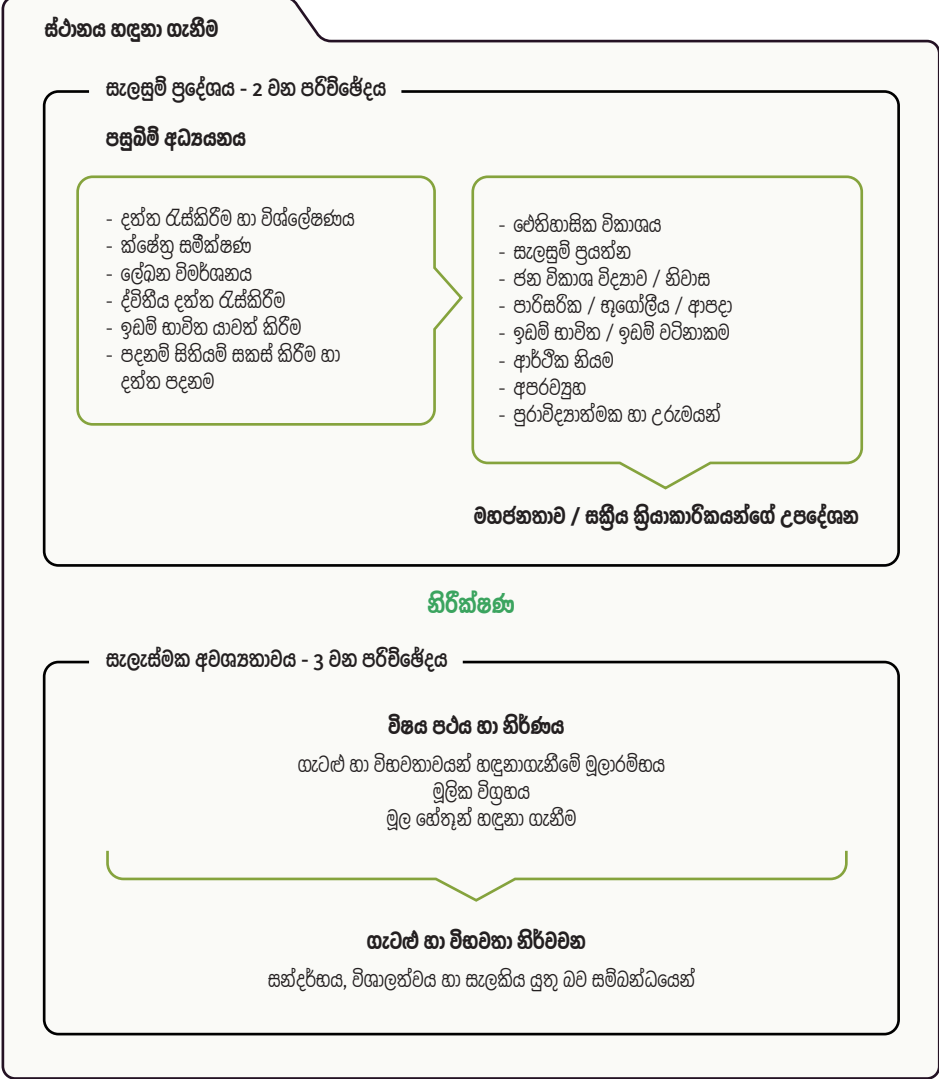 ස්ථානය හඳුනා ගැනීම
සැලසුම් ප්‍රදේශය - 2 වන පරිච්ඡේදය
පසුබිම් අධ්‍යයනය
- දත්ත රැස්කිරීම හා විශ්ලේෂණය
- ක්ෂේත්‍ර සමීක්ෂණ
- ලේඛන විමර්ශනය
- ද්විතීය දත්ත රැස්කිරීම
- ඉඩම් භාවිත යාවත් කිරීම
- පදනම් සිතියම් සකස් කිරීම හා
දත්ත පදනම
- ඓතිහාසික විකාශය
- සැලසුම් ප්‍රයත්න
- ජන විකාශ විද්‍යාව / නිවාස
- පාරිසරික / භූගෝලීය / ආපදා
- ඉඩම් භාවිත / ඉඩම් වටිනාකම
- ආර්ථික නියම
- අපරව්‍යුහ
- පුරාවිද්‍යාත්මක හා උරුමයන්
මහජනතාව / සක්‍රීය ක්‍රියාකාරිකයන්ගේ උපදේශන
නිරීක්ෂණ
සැලැස්මක අවශ්‍යතාවය - 3 වන පරිච්ඡේදය
විෂය පථය හා නිර්ණය
ගැටළු හා විභවතාවයන් හඳුනාගැනීමේ මූලාරම්භය
මූලික විග්‍රහය
මූල හේතූන් හඳුනා ගැනීම
ගැටළු හා විභවතා නිර්වචන
සන්දර්භය, විශාලත්වය හා සැලකිය යුතු බව සම්බන්ධයෙන්